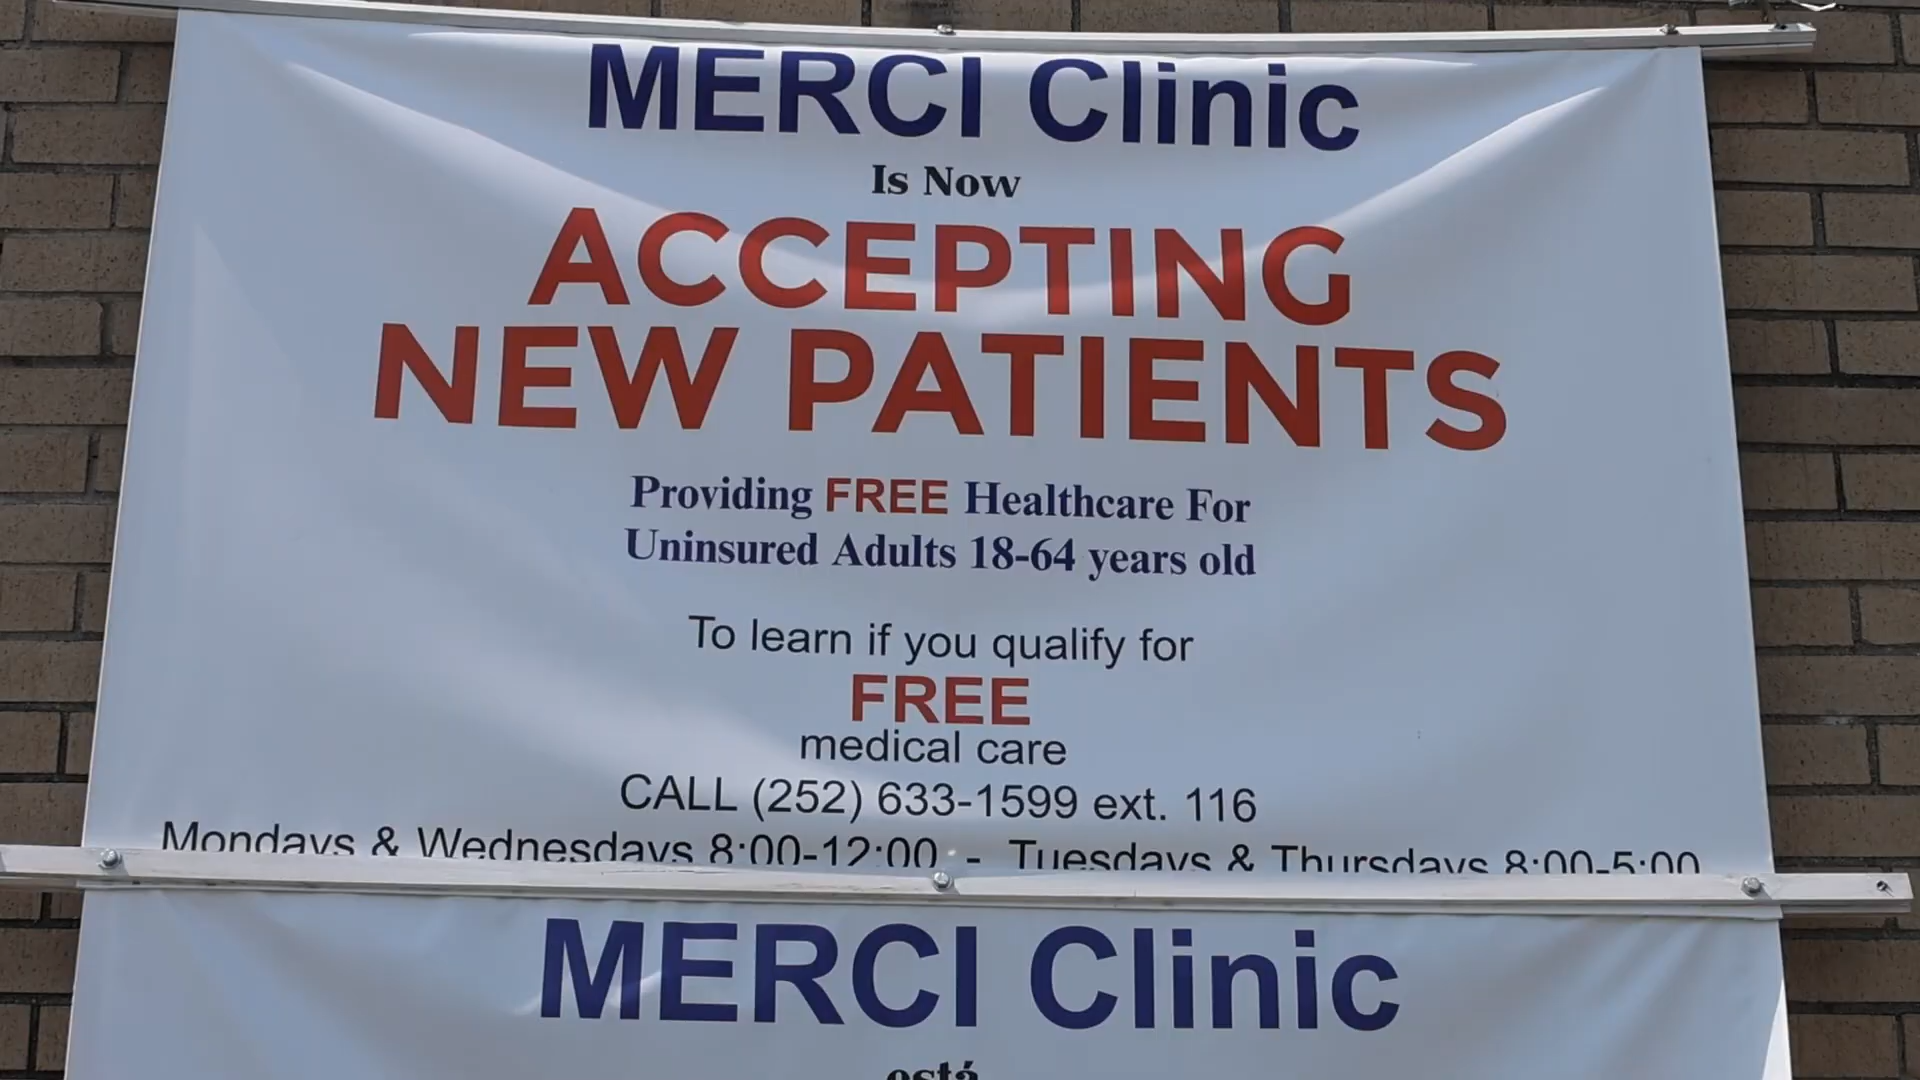 MERCI Clinic
Is Now
ACCEPTING
NEW PATIENTS
Providing FREE Healthcare For
Uninsured Adults 18-64 years old
To learn if you qualify for
FREE
medical care
CALL (252) 633-1599 ext. 116
Mondays & Wednesdays 8:00-12:00 - Tuesdays & Thursdays 8:00-5:00
MERCI Clinic
está